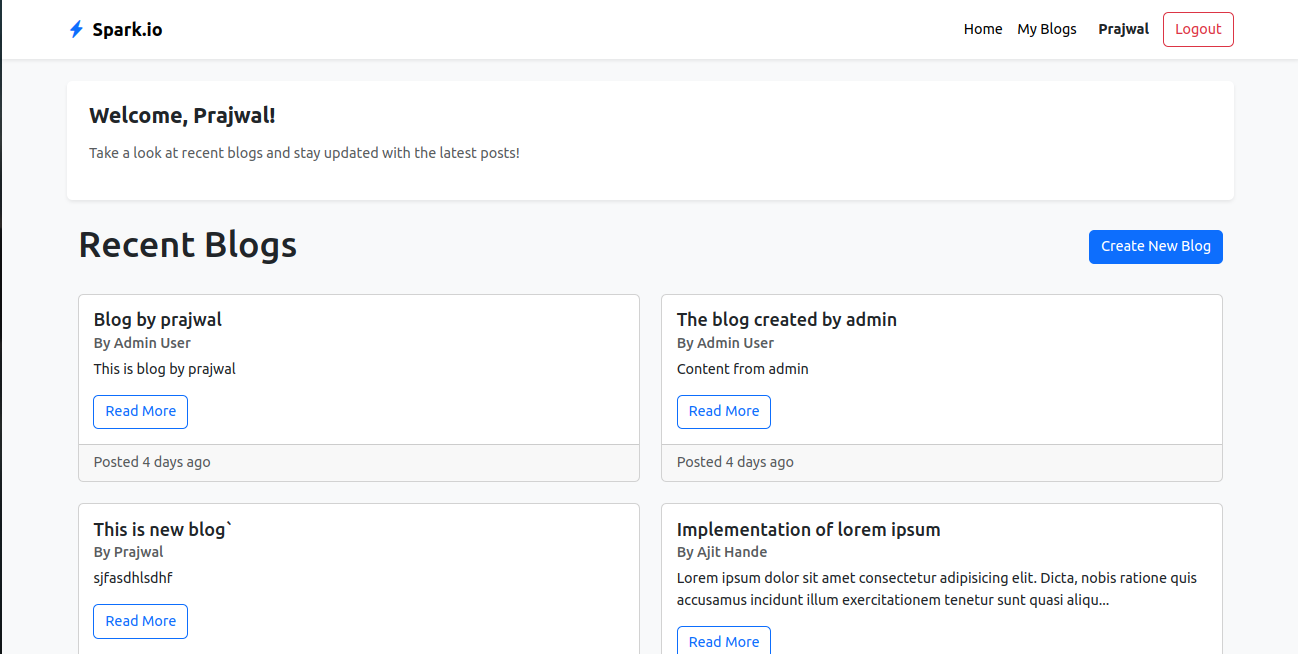 Spark.io
Home My Blogs Prajwal Logout
Welcome, Prajwal!
Take a look at recent blogs and stay updated with the latest posts!
Recent Blogs
Create New Blog
Blog by prajwal
By Admin User
This is blog by prajwal
Read More
Posted 4 days ago
The blog created by admin
By Admin User
Content from admin
Read More
Posted 4 days ago
This is new blog`
By Prajwal
sjfasdhlsdhf
Read More
Implementation of lorem ipsum
By Ajit Hande
Lorem ipsum dolor sit amet consectetur adipisicing elit. Dicta, nobis ratione quis
accusamus incidunt illum exercitationem tenetur sunt quasi aliqu...
Read More